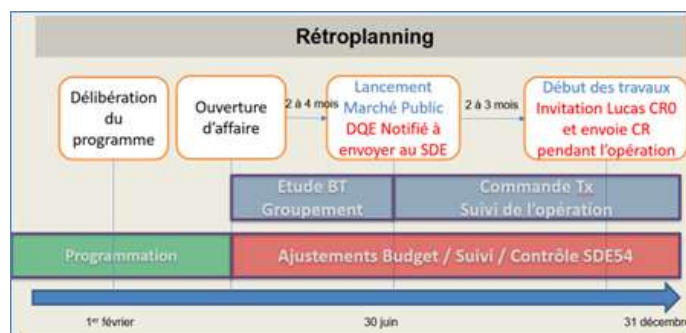 Rétroplanning
Délibération
du
programme
Ouverture
d'affaire
2 à 4 mois
Lancement
Marché Public
DQE Notifié à
envoyer au SDE
2 à 3 mois
Début des travaux
Invitation Lucas CR0
et envoie CR
pendant l'opération
Etude BT
Groupement
Commande Tx
Suivi de l'opération
Programmation
Ajustements Budget / Suivi / Contrôle SDE54
1er février
30 juin
31 décembre